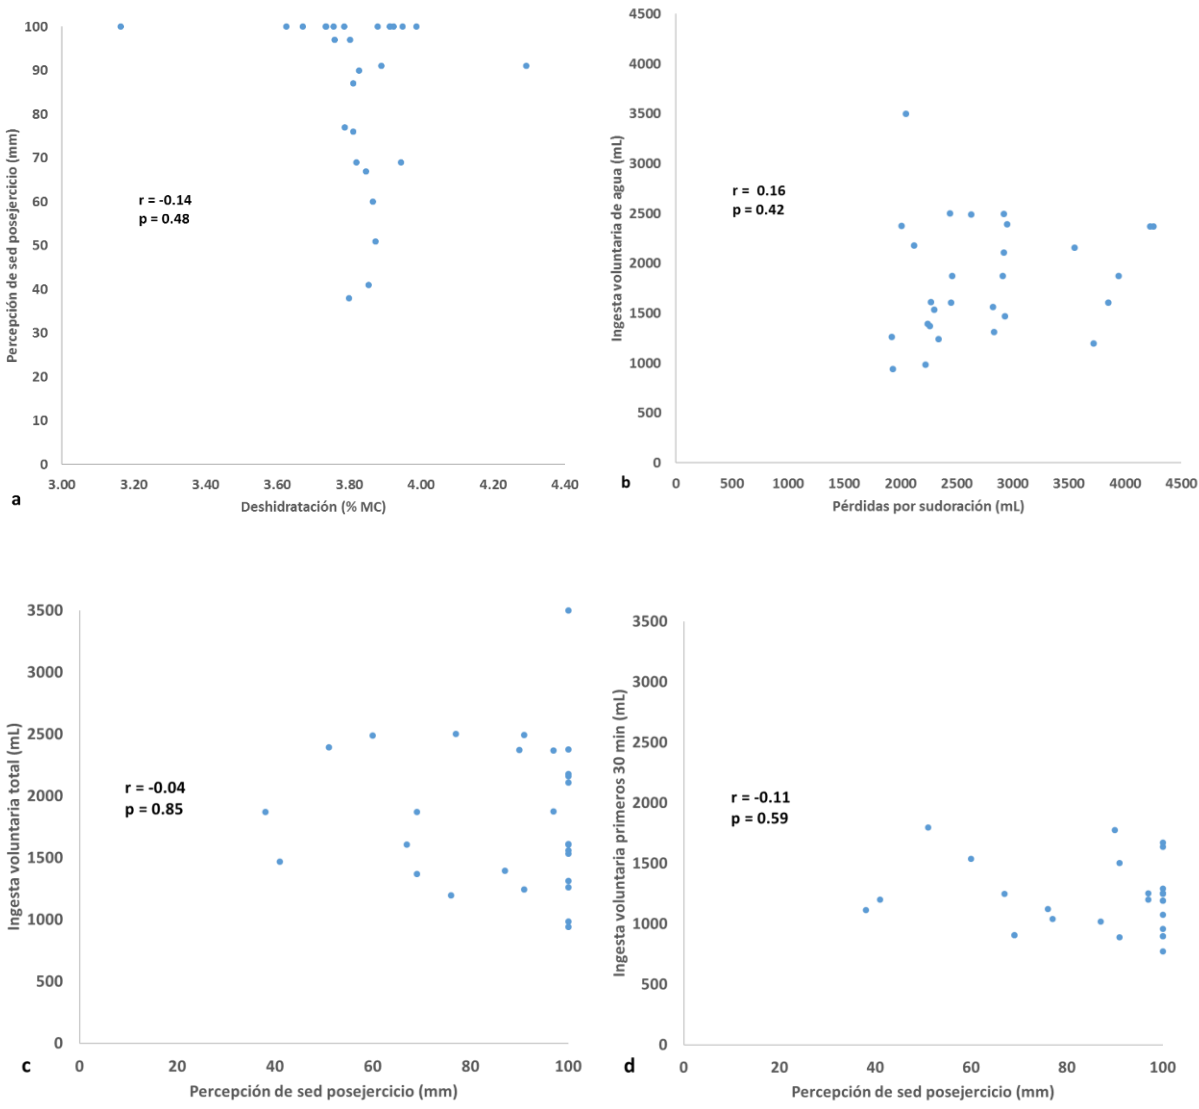 100
90
80
70
60
50
40
30
20
10
0
Percepción de sed posejercicio (mm)
r = -0.14
p = 0.48
3.00 3.20 3.40 3.60 3.80 4.00 4.20 4.40
Deshidratación (% MC)
a
4500
4000
3500
3000
2500
2000
1500
1000
500
0
Ingesta voluntaria de agua (mL)
r = 0.16
p = 0.42
0 500 1000 1500 2000 2500 3000 3500 4000 4500
Pérdidas por sudoración (mL)
b
3500
3000
2500
2000
1500
1000
500
0
Ingesta voluntaria total (mL)
r = -0.04
p = 0.85
0 20 40 60 80 100
Percepción de sed posejercicio (mm)
c
3500
3000
2500
2000
1500
1000
500
0
Ingesta voluntaria primeros 30 min (mL)
r = -0.11
p = 0.59
0 20 40 60 80 100
Percepción de sed posejercicio (mm)
d